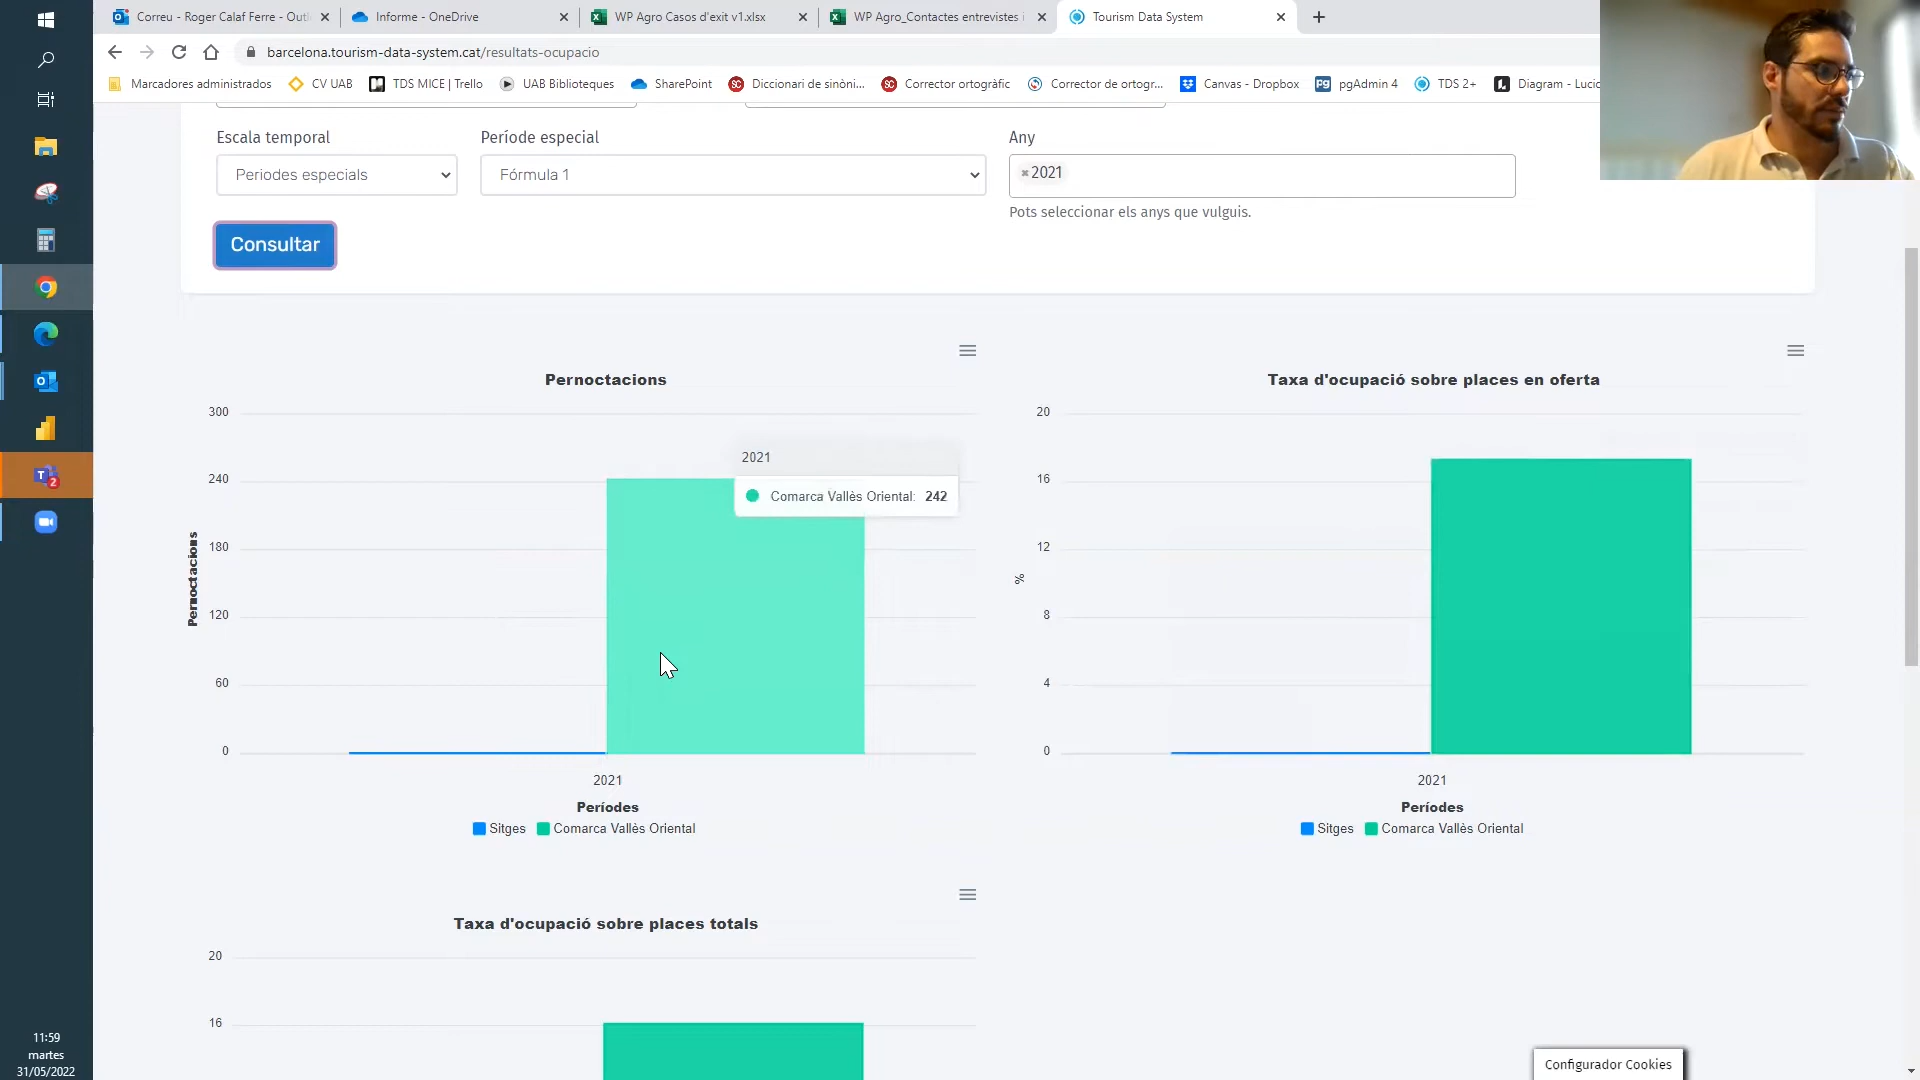 Correu - Roger Calaf Ferre - Outl
Informe - OneDrive
WP Agro Casos d'exit v1.xlsx
WP Agro_Contactes entrevistes i
Tourism Data System
barcelona.tourism-data-system.cat/resultats-ocupacio
Marcadores administrados
CV UAB
TDS MICE | Trello
UAB Biblioteques
SharePoint
Diccionari de sinòni...
Corrector ortogràfic
Corrector de ortogr...
Canvas - Dropbox
pgAdmin 4
TDS 2+
Diagram - Lucid
Escala temporal
Període especial
Any
Periodes especials
Fórmula 1
×2021
Pots seleccionar els anys que vulguis.
Consultar
Pernoctacions
300
240
180
120
60
0
Pernoctacions
2021
Comarca Vallès Oriental: 242
2021
Períodes
Sitges
Comarca Vallès Oriental
Taxa d'ocupació sobre places en oferta
20
16
12
8
4
0
%
2021
Períodes
Sitges
Comarca Vallès Oriental
Taxa d'ocupació sobre places totals
20
16
Configurador Cookies
11:59
martes
31/05/2022